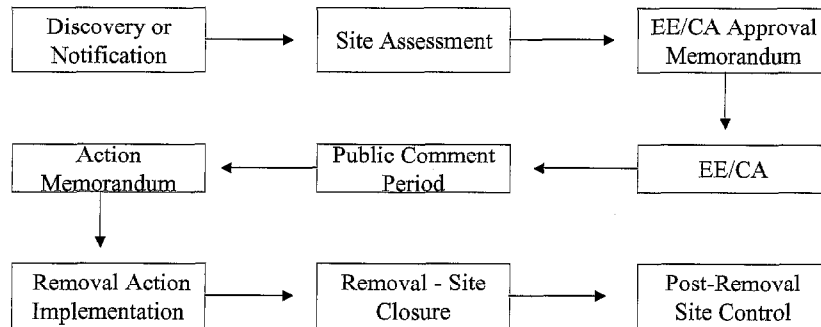 Discovery or
Notification
Site Assessment
EE/CA Approval
Memorandum
Action
Memorandum
Public Comment
Period
EE/CA
Removal Action
Implementation
Removal - Site
Closure
Post-Removal
Site Control